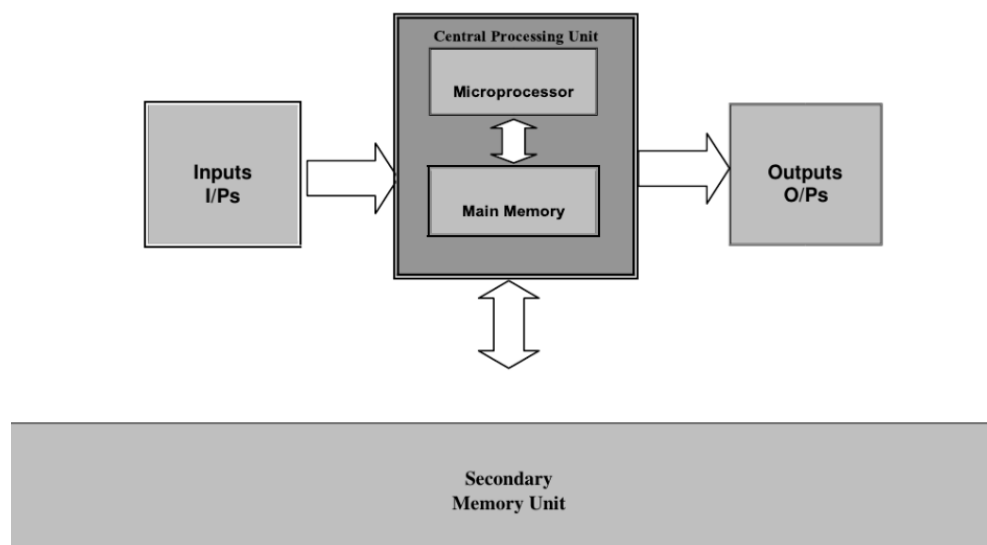 Central Processing Unit
Microprocessor
Inputs
I/Ps
Main Memory
Outputs
O/Ps
Secondary
Memory Unit